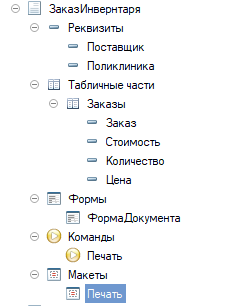 ЗаказИнвернтаря
Реквизиты
Поставщик
Поликлиника
Табличные части
Заказы
Заказ
Стоимость
Количество
Цена
Формы
ФормаДокумента
Команды
Печать
Макеты
Печать